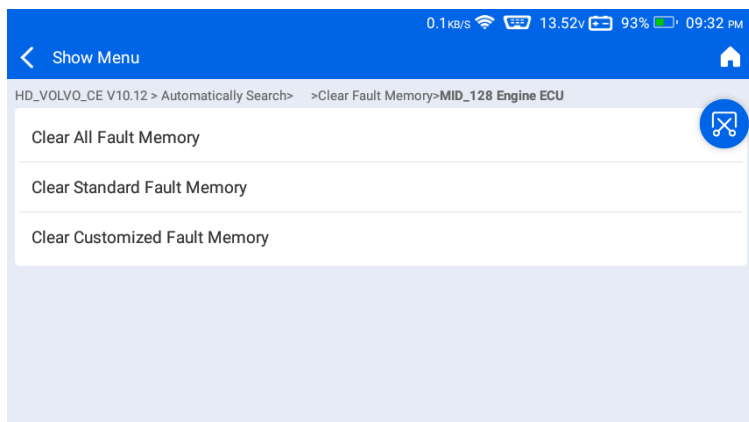 0.1KB/S 13.52V 93% 09:32 PM
Show Menu
HD_VOLVO_CE V10.12 > Automatically Search> >Clear Fault Memory>MID_128 Engine ECU
Clear All Fault Memory
Clear Standard Fault Memory
Clear Customized Fault Memory